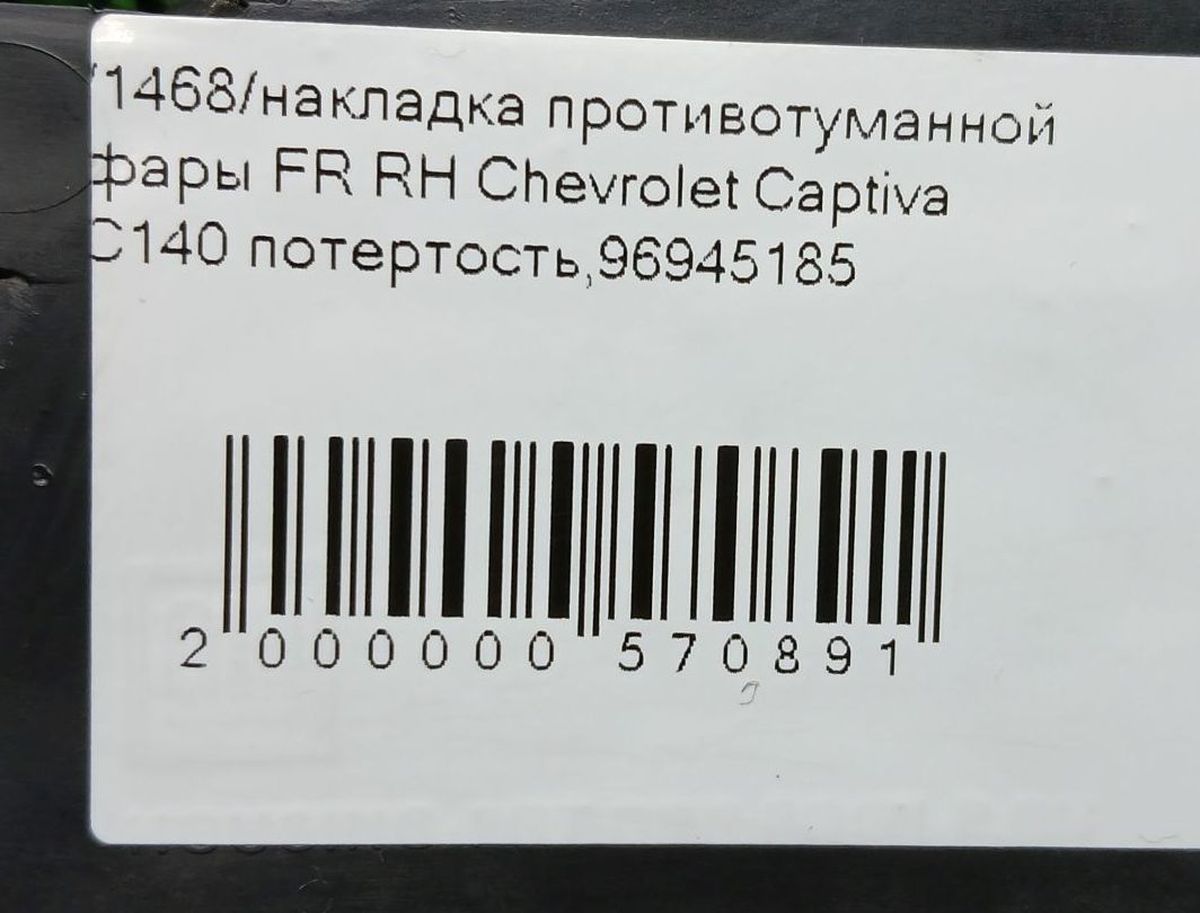 1468/накладка противотуманной
фары FR RH Chevrolet Captiva
C140 потертость,96945185
2 000000 570891